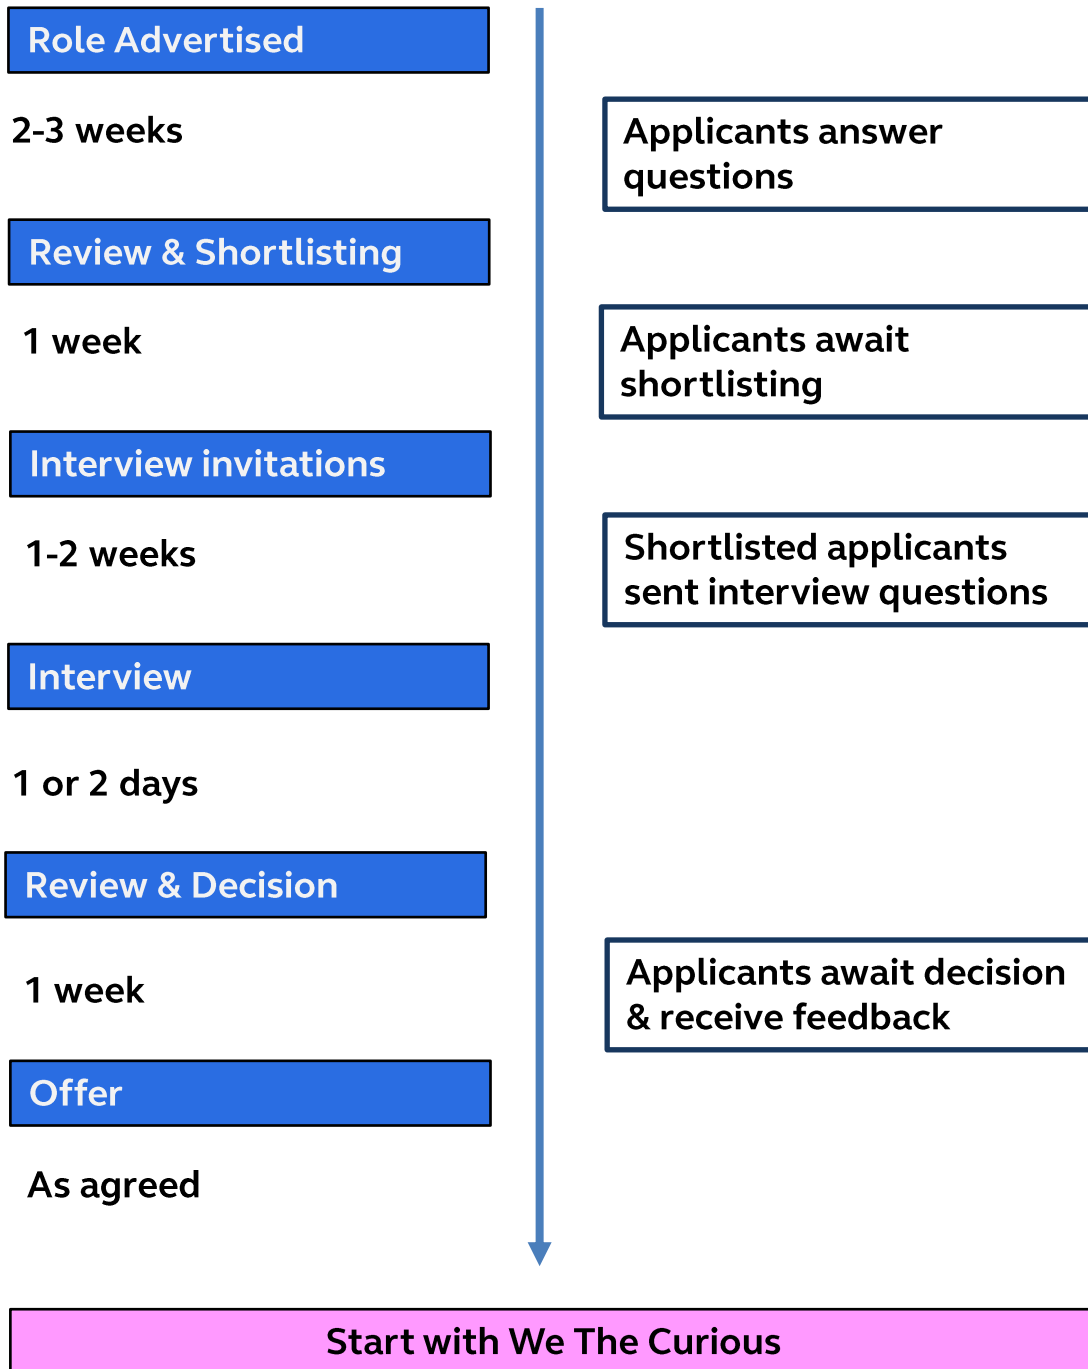 Role Advertised
2-3 weeks
Applicants answer
questions
Review & Shortlisting
1 week
Applicants await
shortlisting
Interview invitations
1-2 weeks
Shortlisted applicants
sent interview questions
Interview
1 or 2 days
Review & Decision
1 week
Applicants await decision
& receive feedback
Offer
As agreed
Start with We The Curious